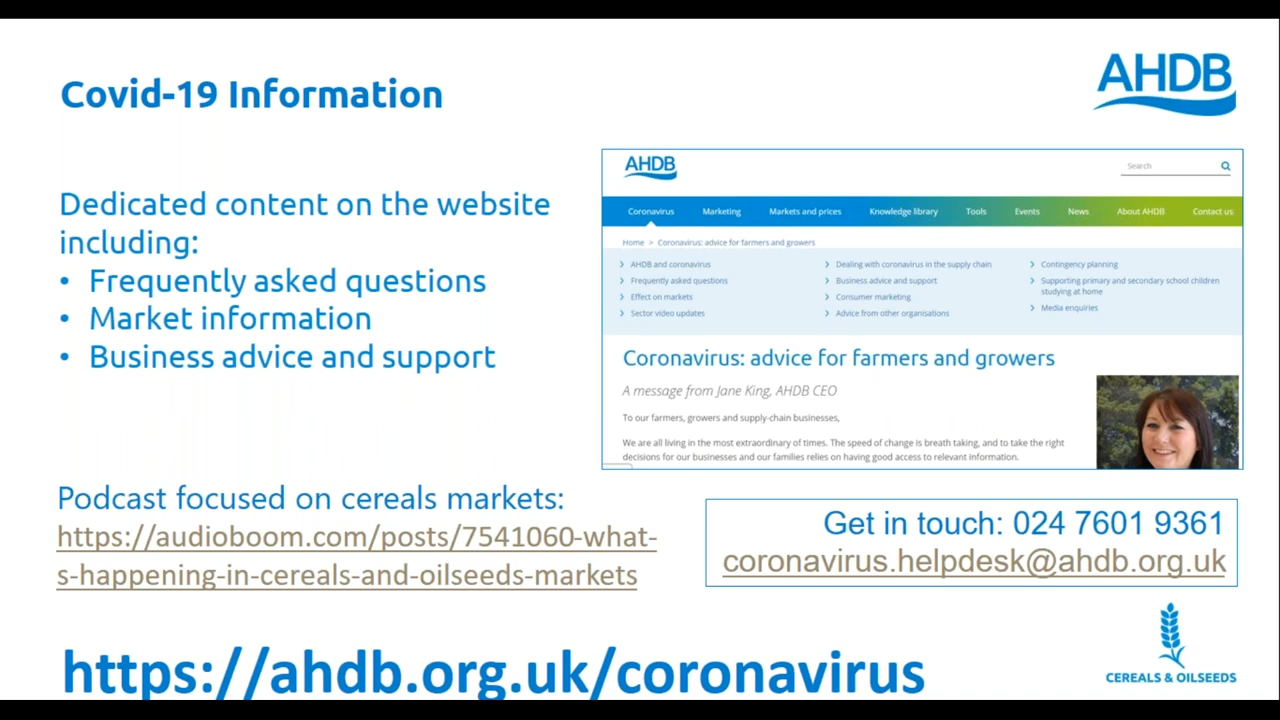 Covid-19 Information
AHDB
Dedicated content on the website
including:
• Frequently asked questions
• Market information
• Business advice and support
AHDB
Search
Coronavirus Marketing Markets and prices Knowledge library Tools Events News About AHDB Contact us
Home > Coronavirus: advice for farmers and growers
> AHDB and coronavirus
> Frequently asked questions
> Effect on markets
> Sector video updates
> Dealing with coronavirus in the supply chain
> Business advice and support
> Consumer marketing
> Advice from other organisations
> Contingency planning
> Supporting primary and secondary school children
studying at home
> Media enquiries
Coronavirus: advice for farmers and growers
A message from Jane King, AHDB CEO
To our farmers, growers and supply-chain businesses,
We are all living in the most extraordinary of times. The speed of change is breath taking, and to take the right
decisions for our businesses and our families relies on having good access to relevant information.
Podcast focused on cereals markets:
https://audioboom.com/posts/7541060-what-
s-happening-in-cereals-and-oilseeds-markets
Get in touch: 024 7601 9361
coronavirus.helpdesk@ahdb.org.uk
https://ahdb.org.uk/coronavirus
CEREALS & OILSEEDS